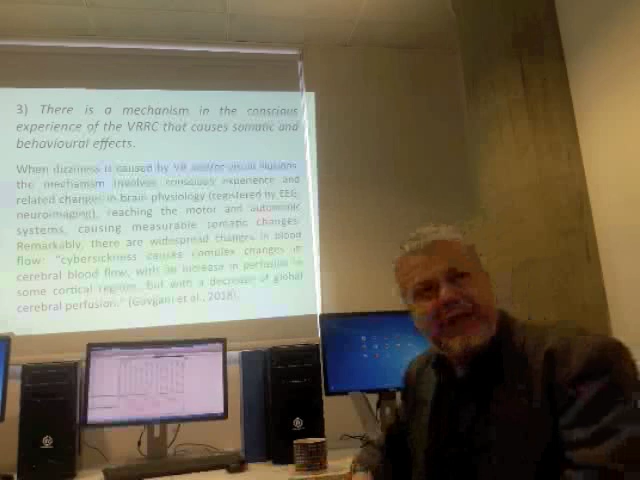 3) There is a mechanism in the conscious
experience of the VRRC that causes somatic and
behavioural effects.
When dizziness is caused by VR and/or visual illusions,
the mechanism involves conscious experience and
related changes in brain physiology (registered by EEG,
neuroimaging), reaching the motor and autonomic
systems, causing measurable somatic changes.
Remarkably, there are widespread changes in blood
flow: "cybersickness causes complex changes in
cerebral blood flow, with an increase in perfusion in
some cortical regions, but with a decrease of global
cerebral perfusion." (Gavgani et al., 2018).